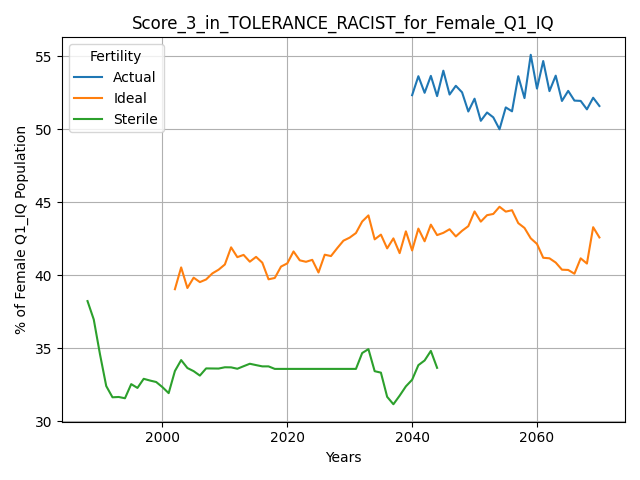 Score_3_in_TOLERANCE_RACIST_for_Female_Q1_IQ
Fertility
Actual
Ideal
Sterile
% of Female Q1_IQ Population
55
50
45
40
35
30
2000
2020
2040
2060
Years